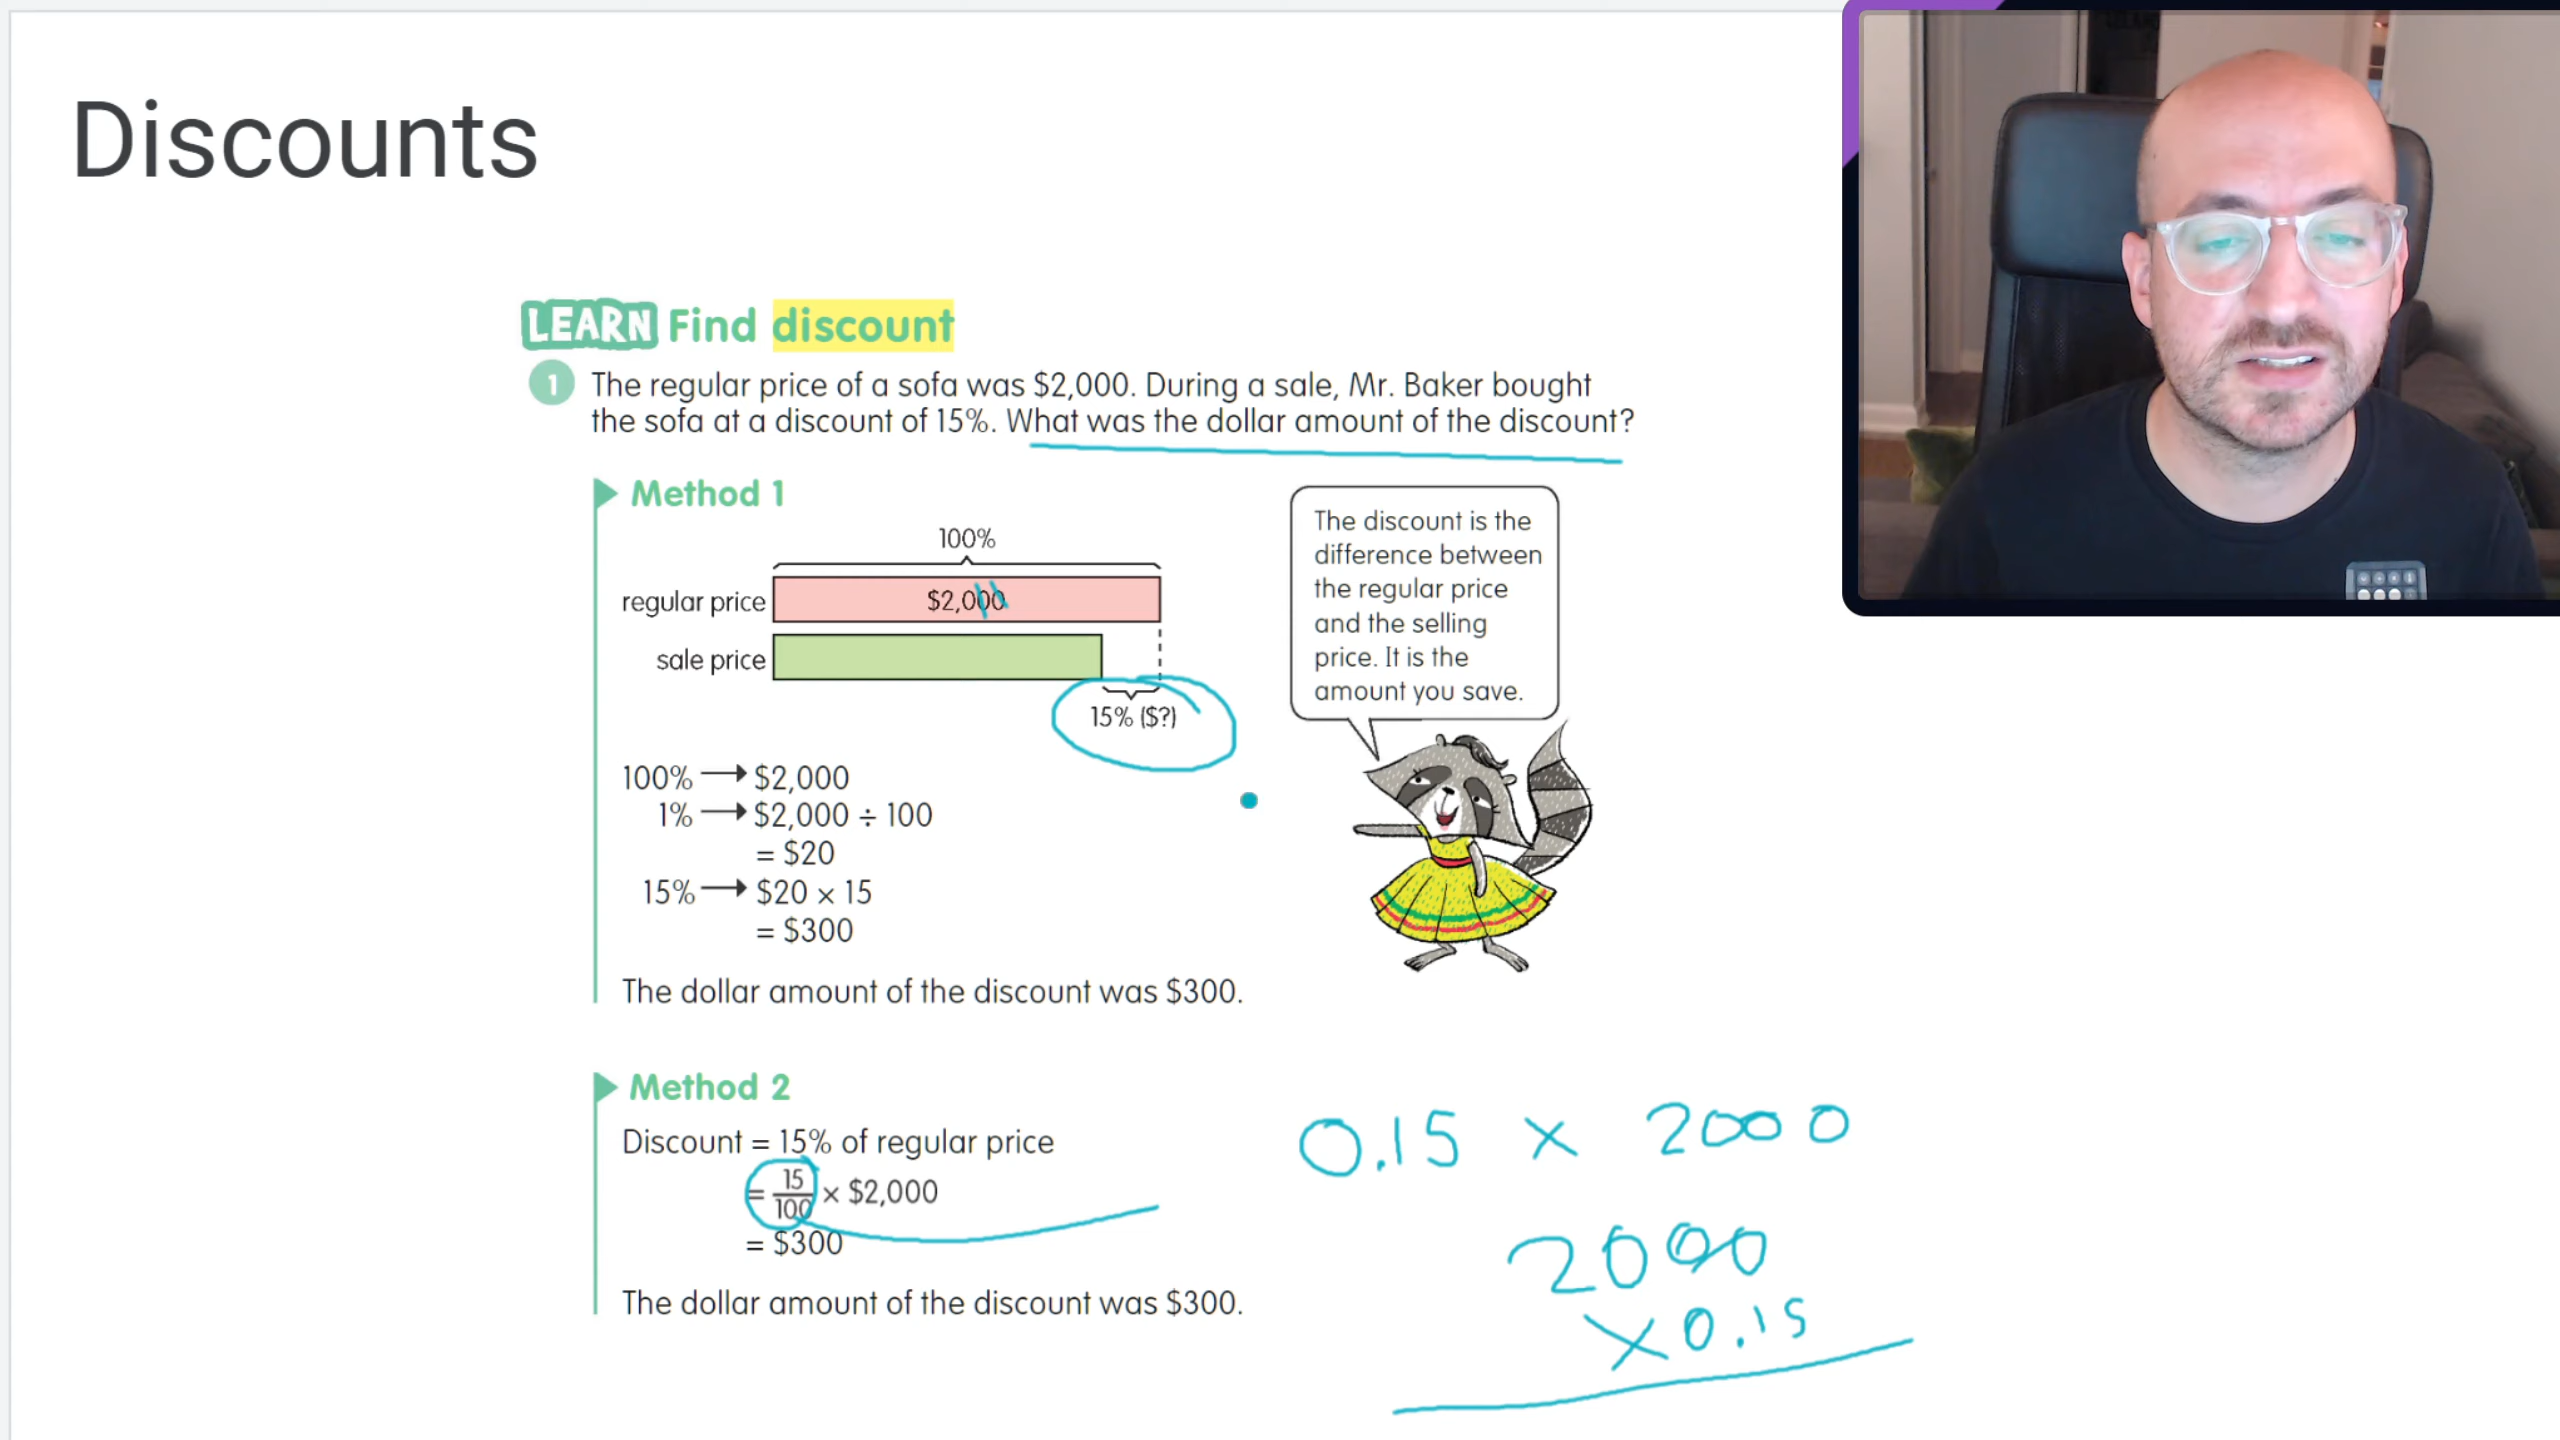 Discounts
LEARN Find discount
1 The regular price of a sofa was $2,000. During a sale, Mr. Baker bought
the sofa at a discount of 15%. What was the dollar amount of the discount?
Method 1
100%
regular price $2,000
sale price
15% ($?)
100% → $2,000
1% → $2,000 ÷ 100
= $20
15% → $20 × 15
= $300
The dollar amount of the discount was $300.
The discount is the
difference between
the regular price
and the selling
price. It is the
amount you save.
Method 2
Discount = 15% of regular price
= 15/100 × $2,000
= $300
The dollar amount of the discount was $300.
0.15 × 2000
2000
×0.15